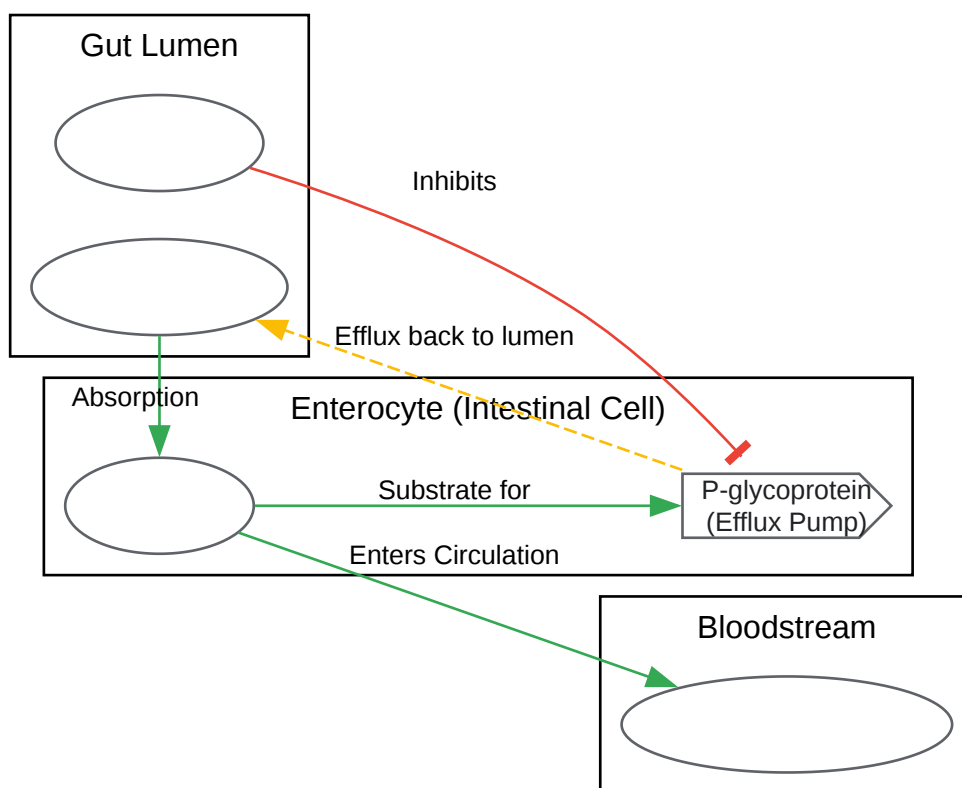 Gut Lumen
Inhibits
Efflux back to lumen
Absorption
Enterocyte (Intestinal Cell)
Substrate for
P-glycoprotein
(Efflux Pump)
Enters Circulation
Bloodstream